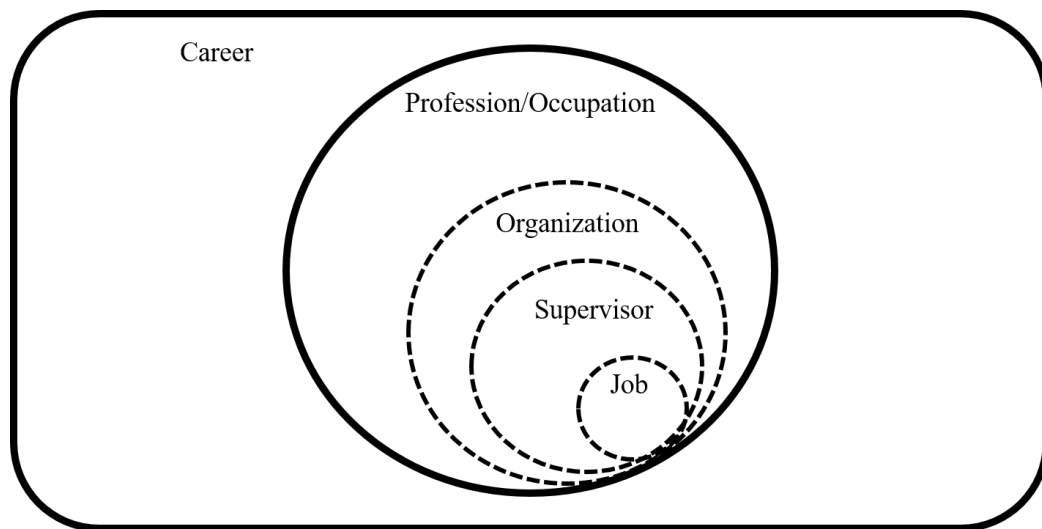 Career
Profession/Occupation
Organization
Supervisor
Job